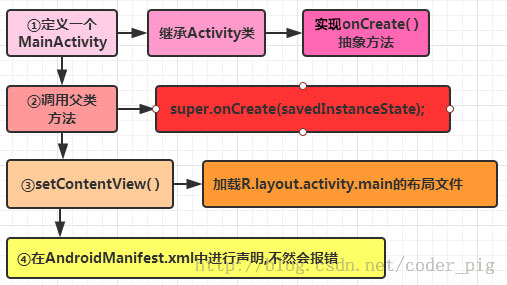 ①定义一个
MainActivity
继承Activity类
实现onCreate( )
抽象方法
②调用父类
方法
super.onCreate(savedInstanceState);
③setContentView( )
加载R.layout.activity.main的布局文件
④在AndroidManifest.xml中进行声明,不然会报错
http://blog.csdn.net/coder_pig